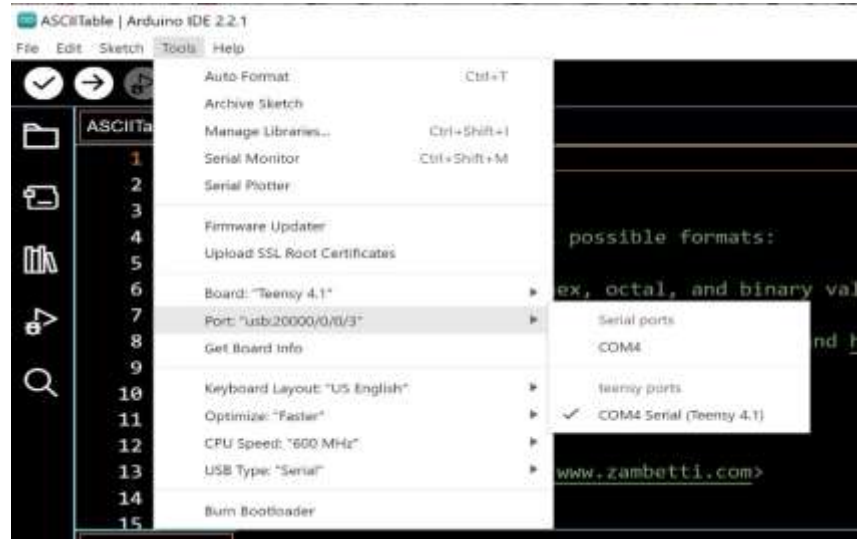 ASCIITable | Arduino IDE 2.2.1
File Edit Sketch Tools Help
ASCIITa
Auto Format Ctrl+T
Archive Sketch
Manage Libraries... Ctrl+Shift+I
Serial Monitor Ctrl+Shift+M
Serial Plotter
Firmware Updater
Upload SSL Root Certificates
Board: "Teensy 4.1"
Port: "usb:20000/0/0/3"
Get Board Info
Keyboard Layout: "US English"
Optimize: "Faster"
CPU Speed: "600 MHz"
USB Type: "Serial"
Burn Bootloader
Serial ports
COM4
teensy ports
COM4 Serial (Teensy 4.1)
1
2
3
4 possible formats:
5
6 ex, octal, and binary val
7
8 nd h
9
10
11
12
13 www.zambetti.com>
14
15